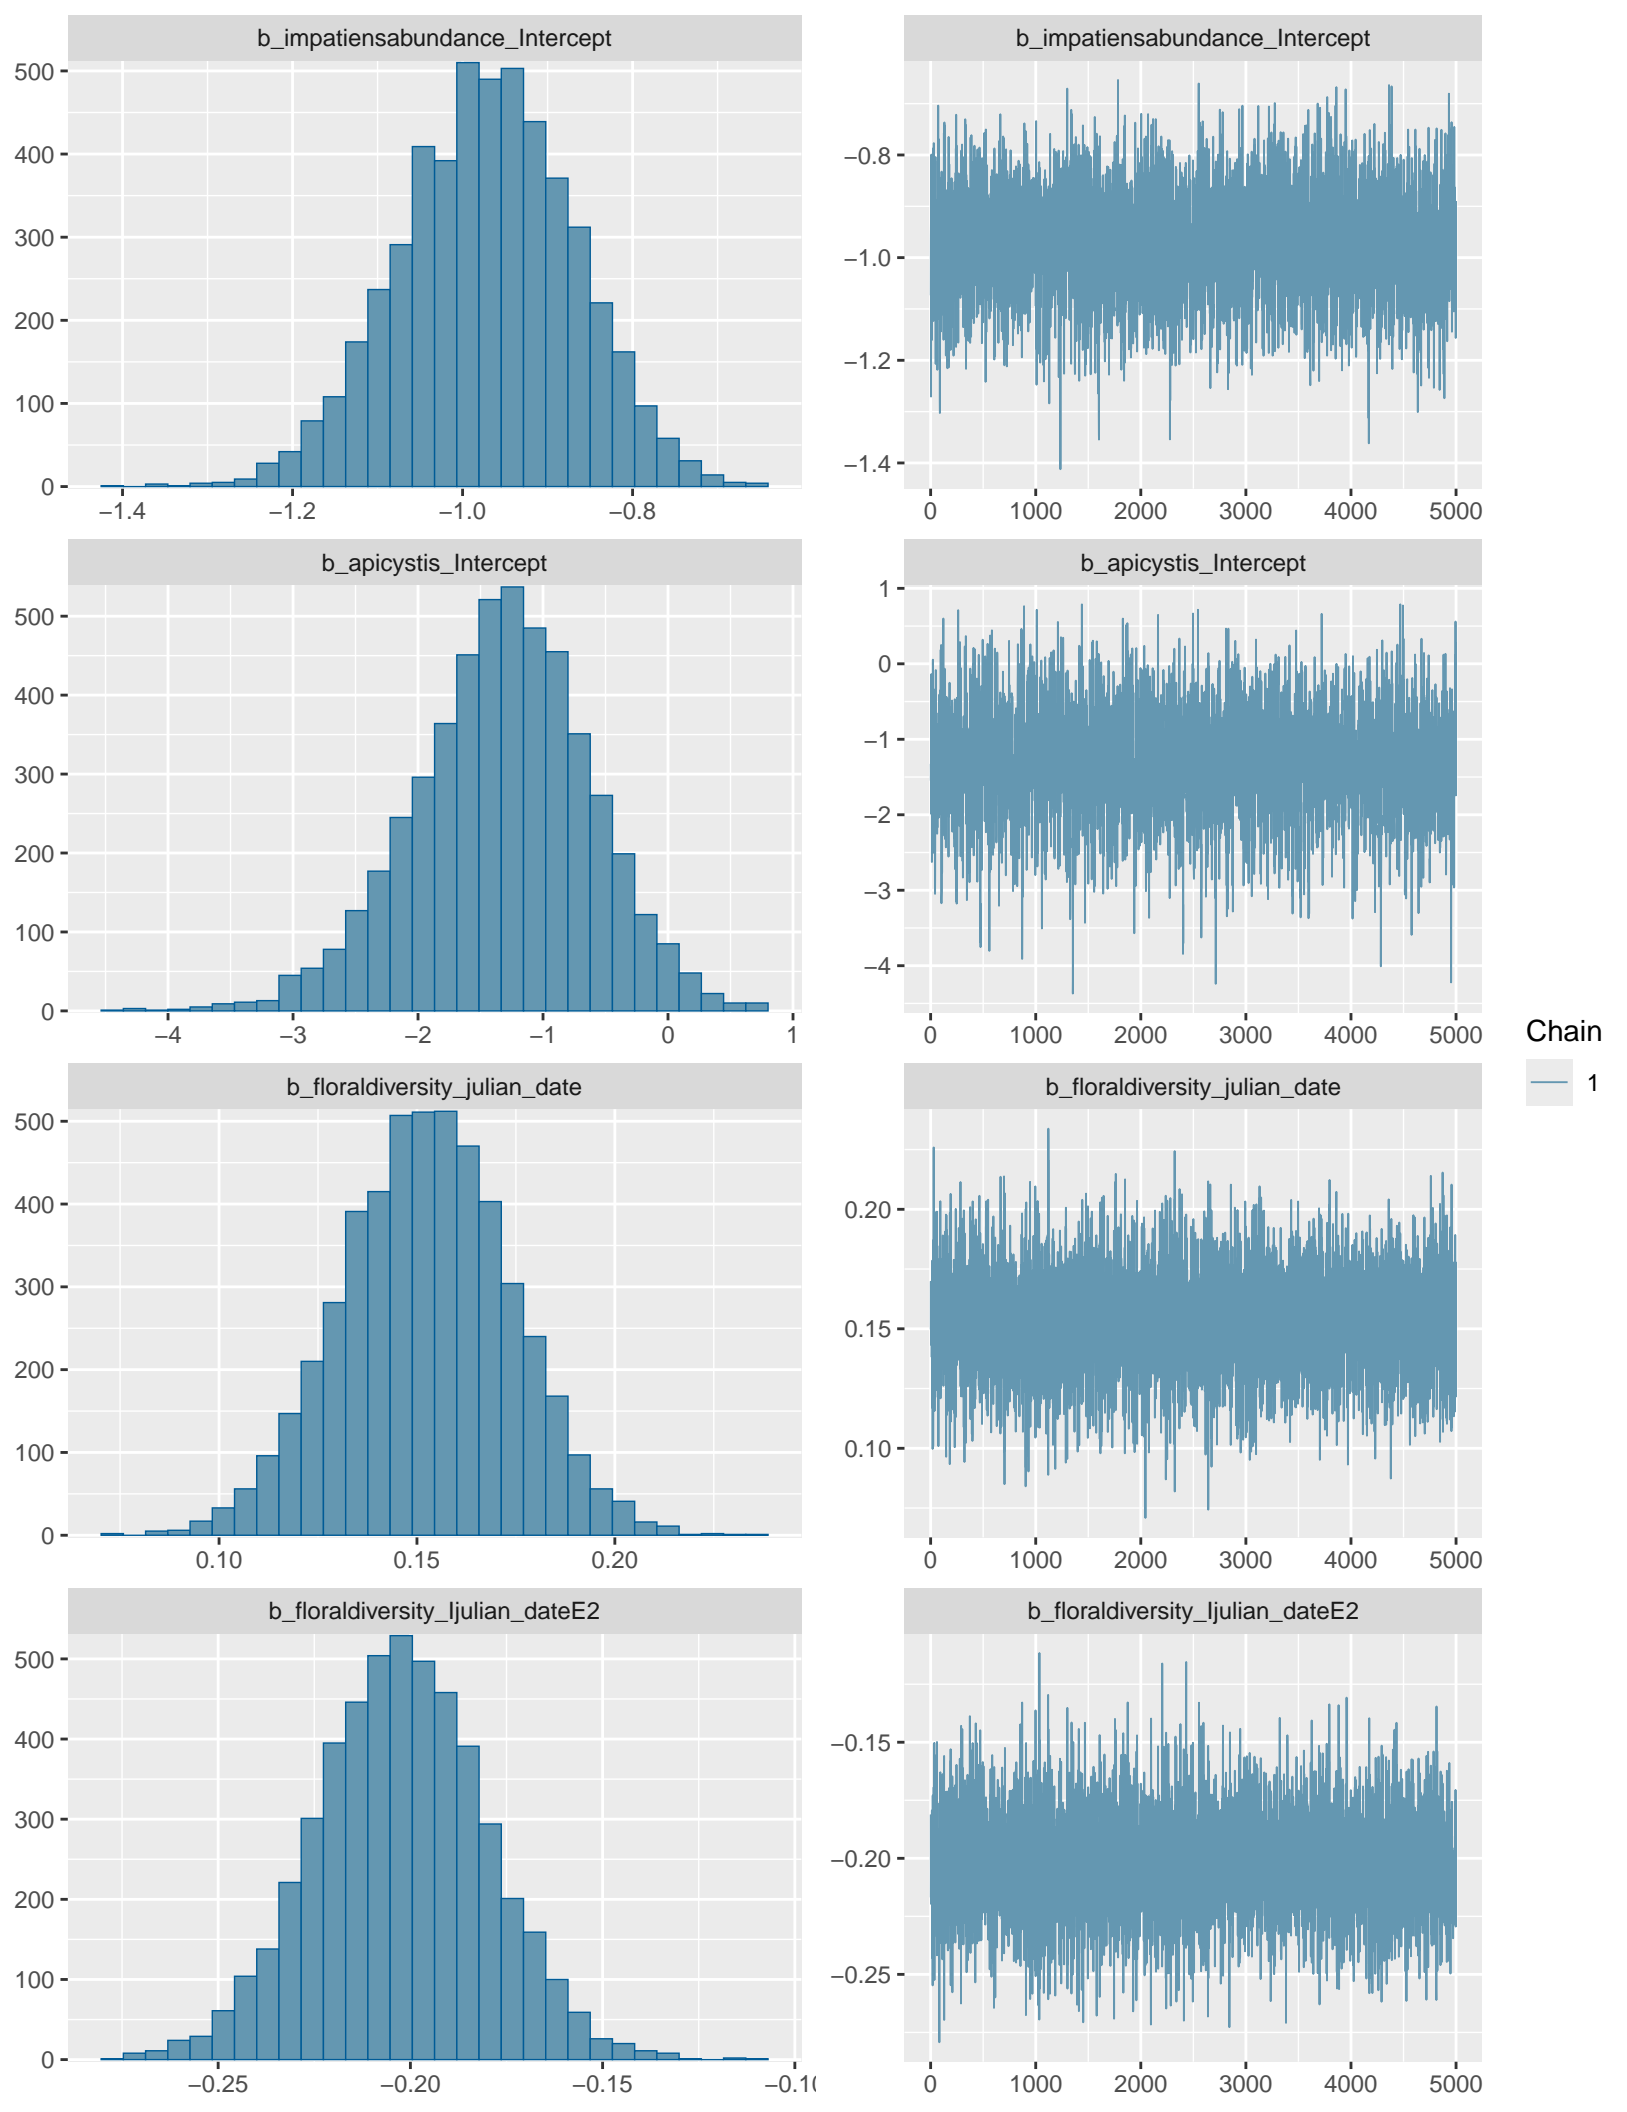 b_impatiensabundance_Intercept
500
400
300
200
100
0
−1.4 −1.2 −1.0 −0.8
b_impatiensabundance_Intercept
−0.8
−1.0
−1.2
−1.4
0 1000 2000 3000 4000 5000
b_apicystis_Intercept
500
400
300
200
100
0
−4 −3 −2 −1 0 1
b_apicystis_Intercept
1
0
−1
−2
−3
−4
0 1000 2000 3000 4000 5000
b_floraldiversity_julian_date
500
400
300
200
100
0
0.10 0.15 0.20
b_floraldiversity_julian_date
0.20
0.15
0.10
0 1000 2000 3000 4000 5000
b_floraldiversity_Ijulian_dateE2
500
400
300
200
100
0
−0.25 −0.20 −0.15
b_floraldiversity_Ijulian_dateE2
−0.15
−0.20
−0.25
0 1000 2000 3000 4000 5000
Chain
1